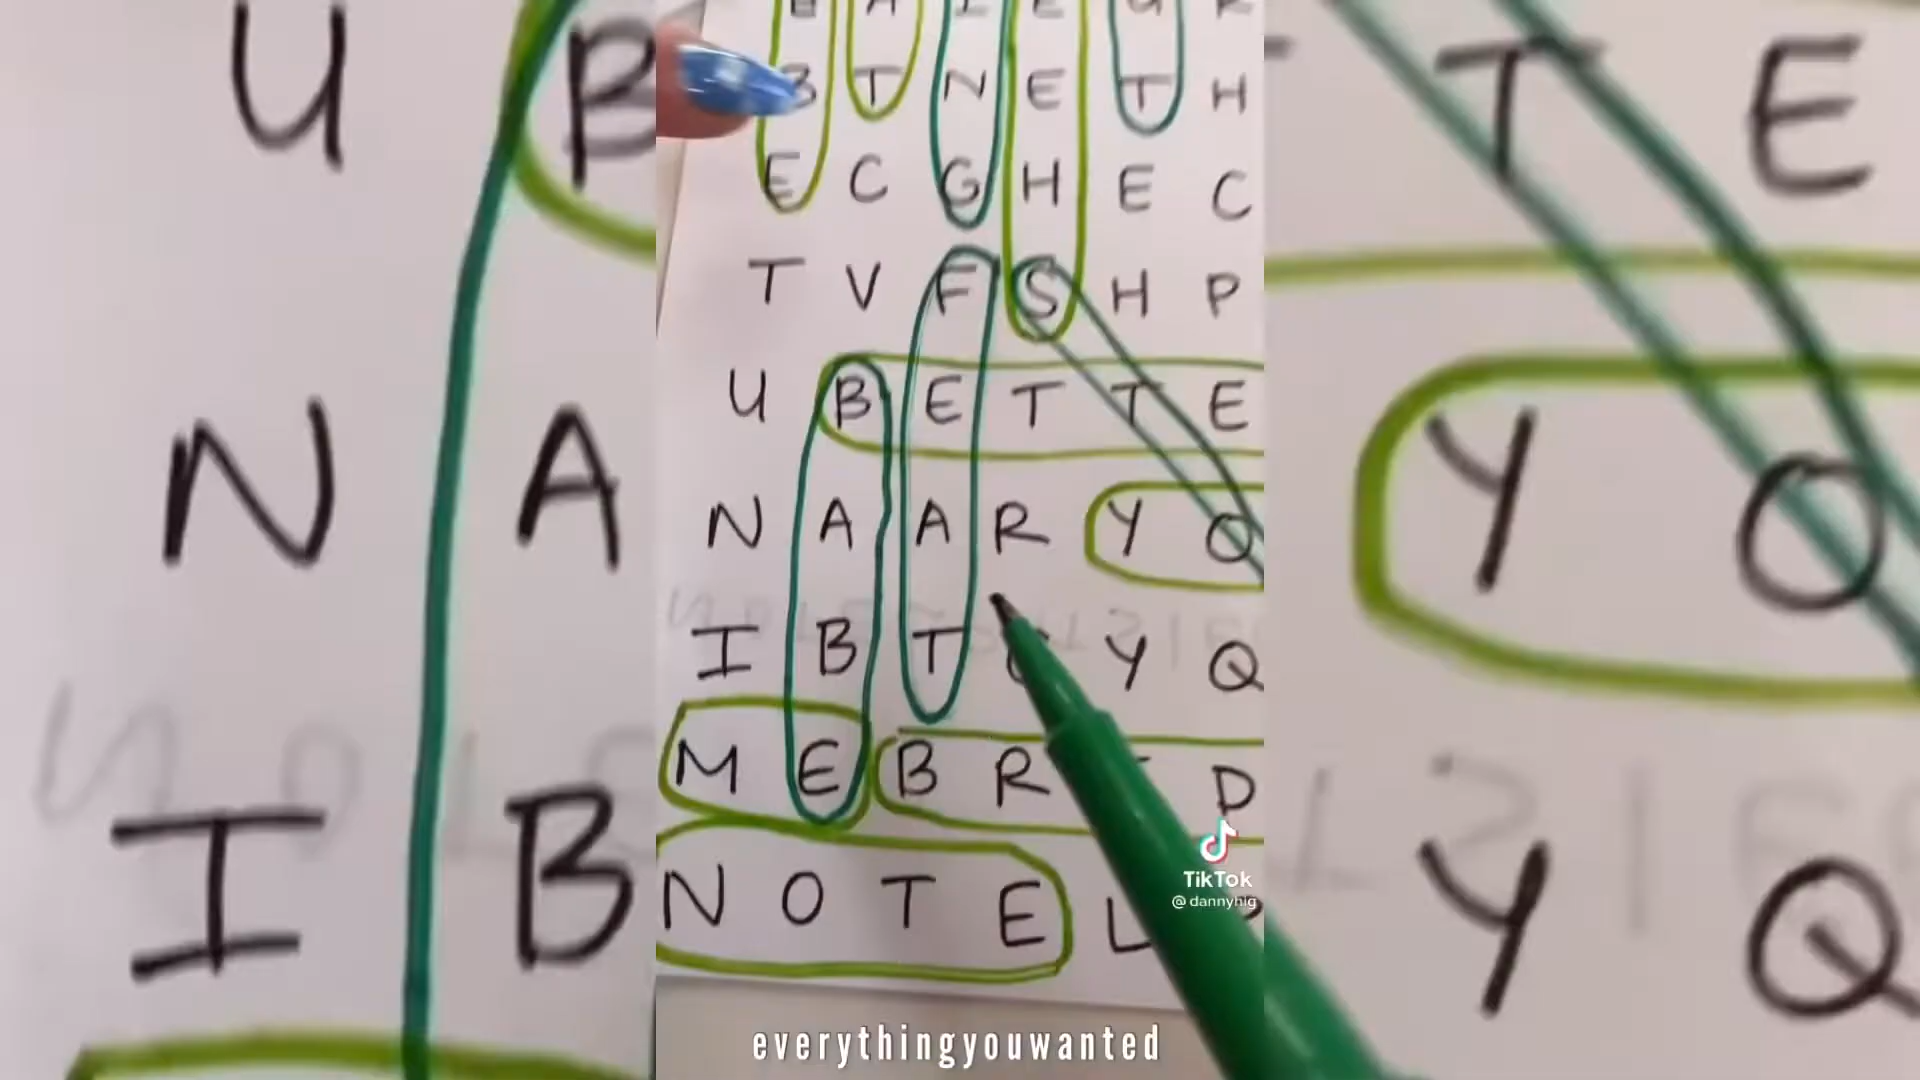 E A I E U R
B T N E T H
E C G H E C
T V F S H P
U B E T T E
N A A R Y O
I B T Y Q
M E B R D
N O T E L
TikTok
@dannyhig
everythingyouwanted
U B
N A
I B
T E
Y O
Y Q